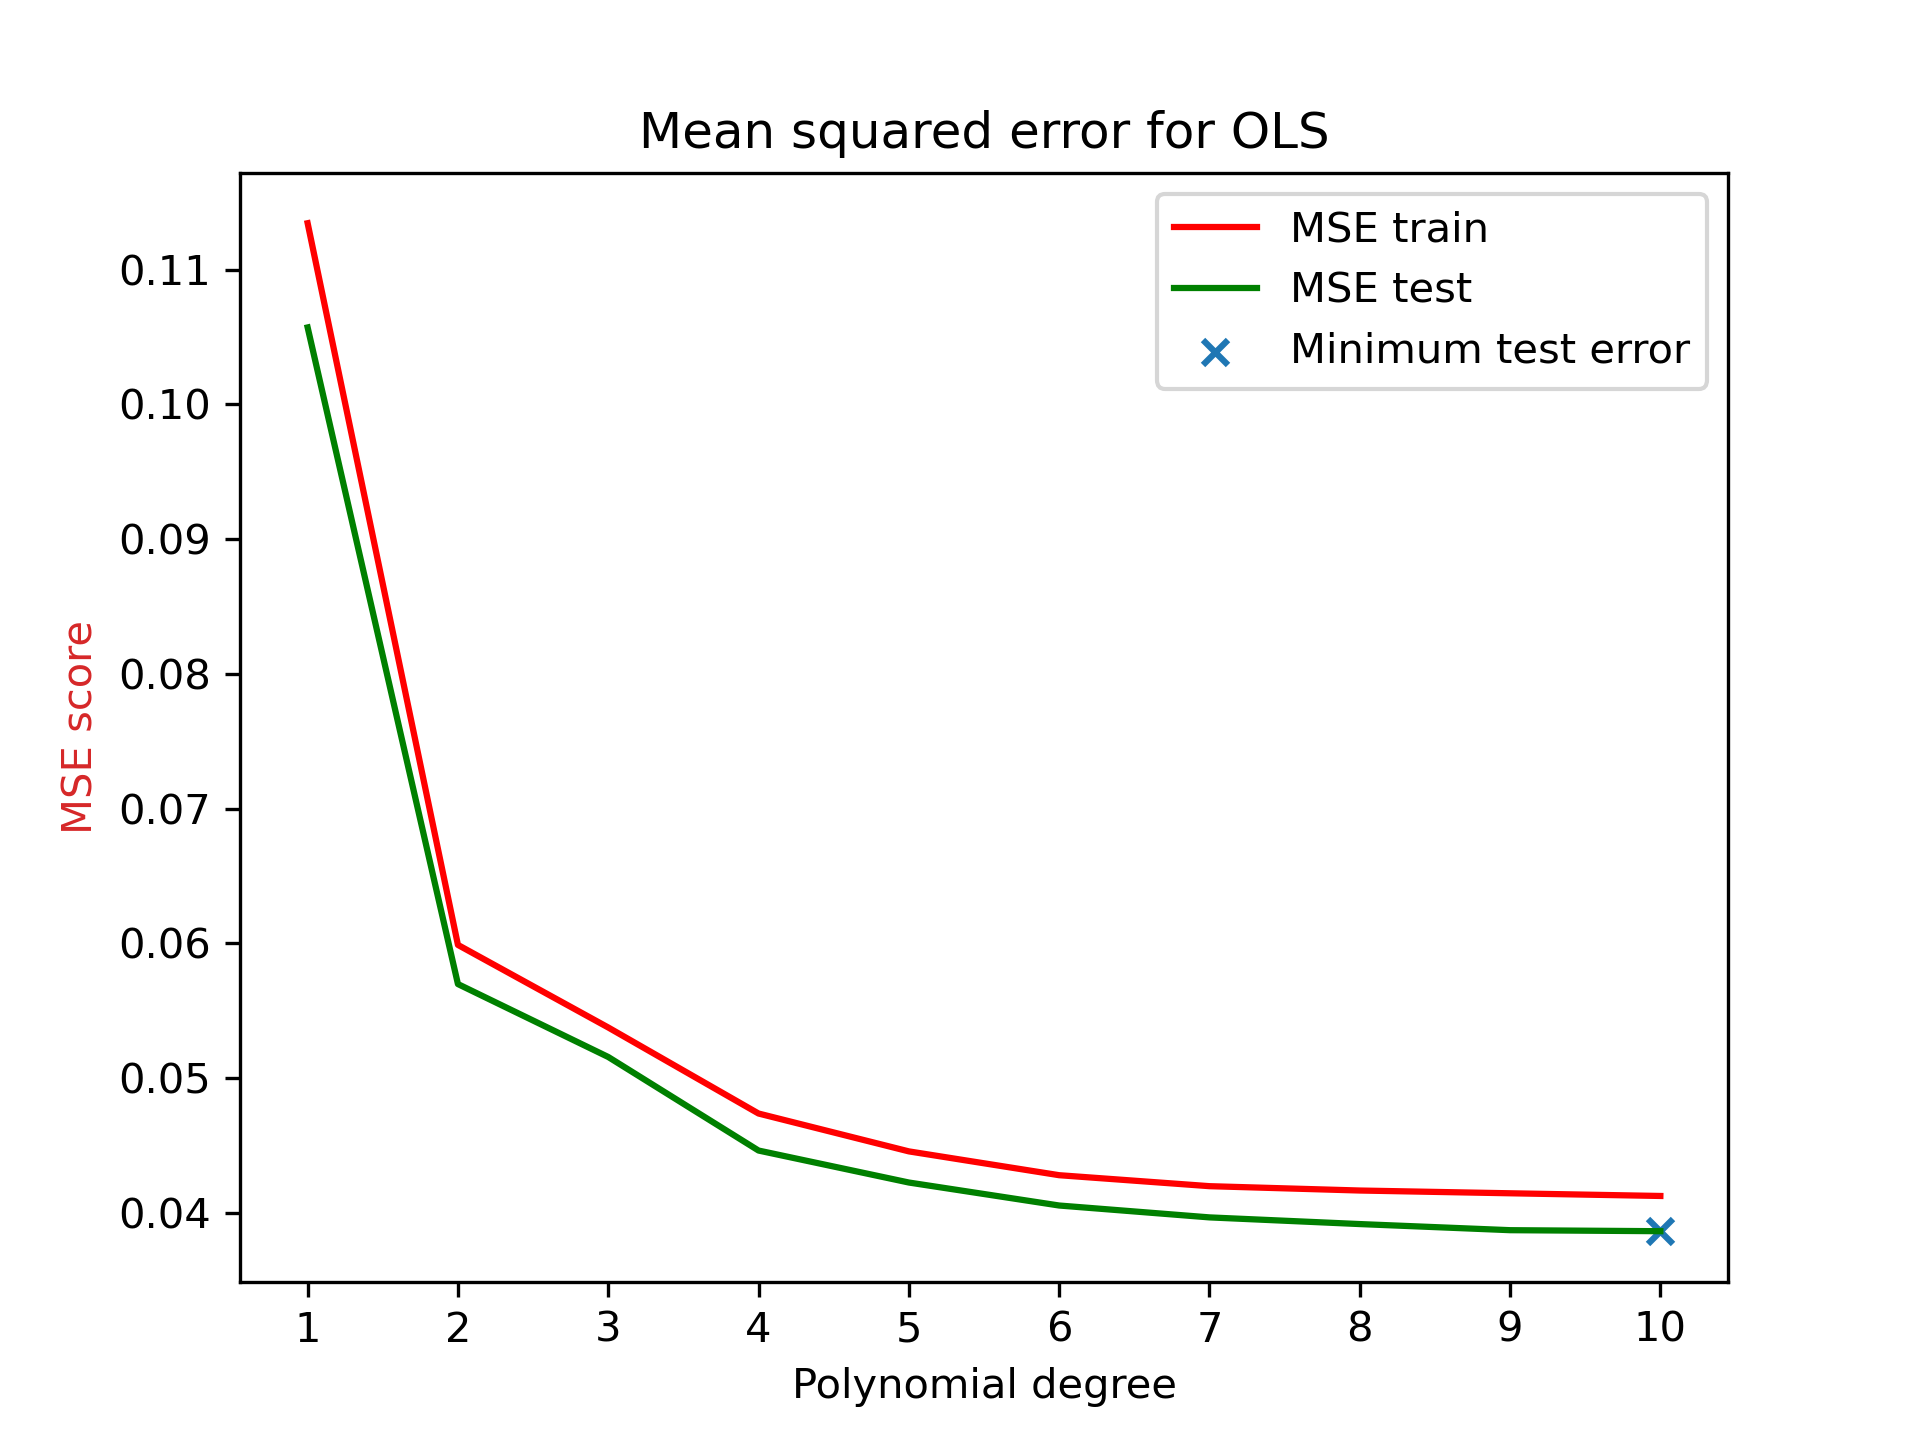 Mean squared error for OLS
MSE train
MSE test
Minimum test error
MSE score
0.11
0.10
0.09
0.08
0.07
0.06
0.05
0.04
1 2 3 4 5 6 7 8 9 10
Polynomial degree